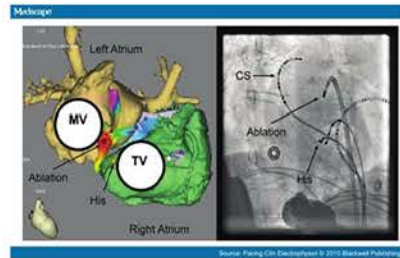 Medscape
Left Atrium
MV
TV
Ablation
His
Right Atrium
CS
Ablation
His
Source: Pacing Clin Electrophysiol © 2010 Blackwell Publishing